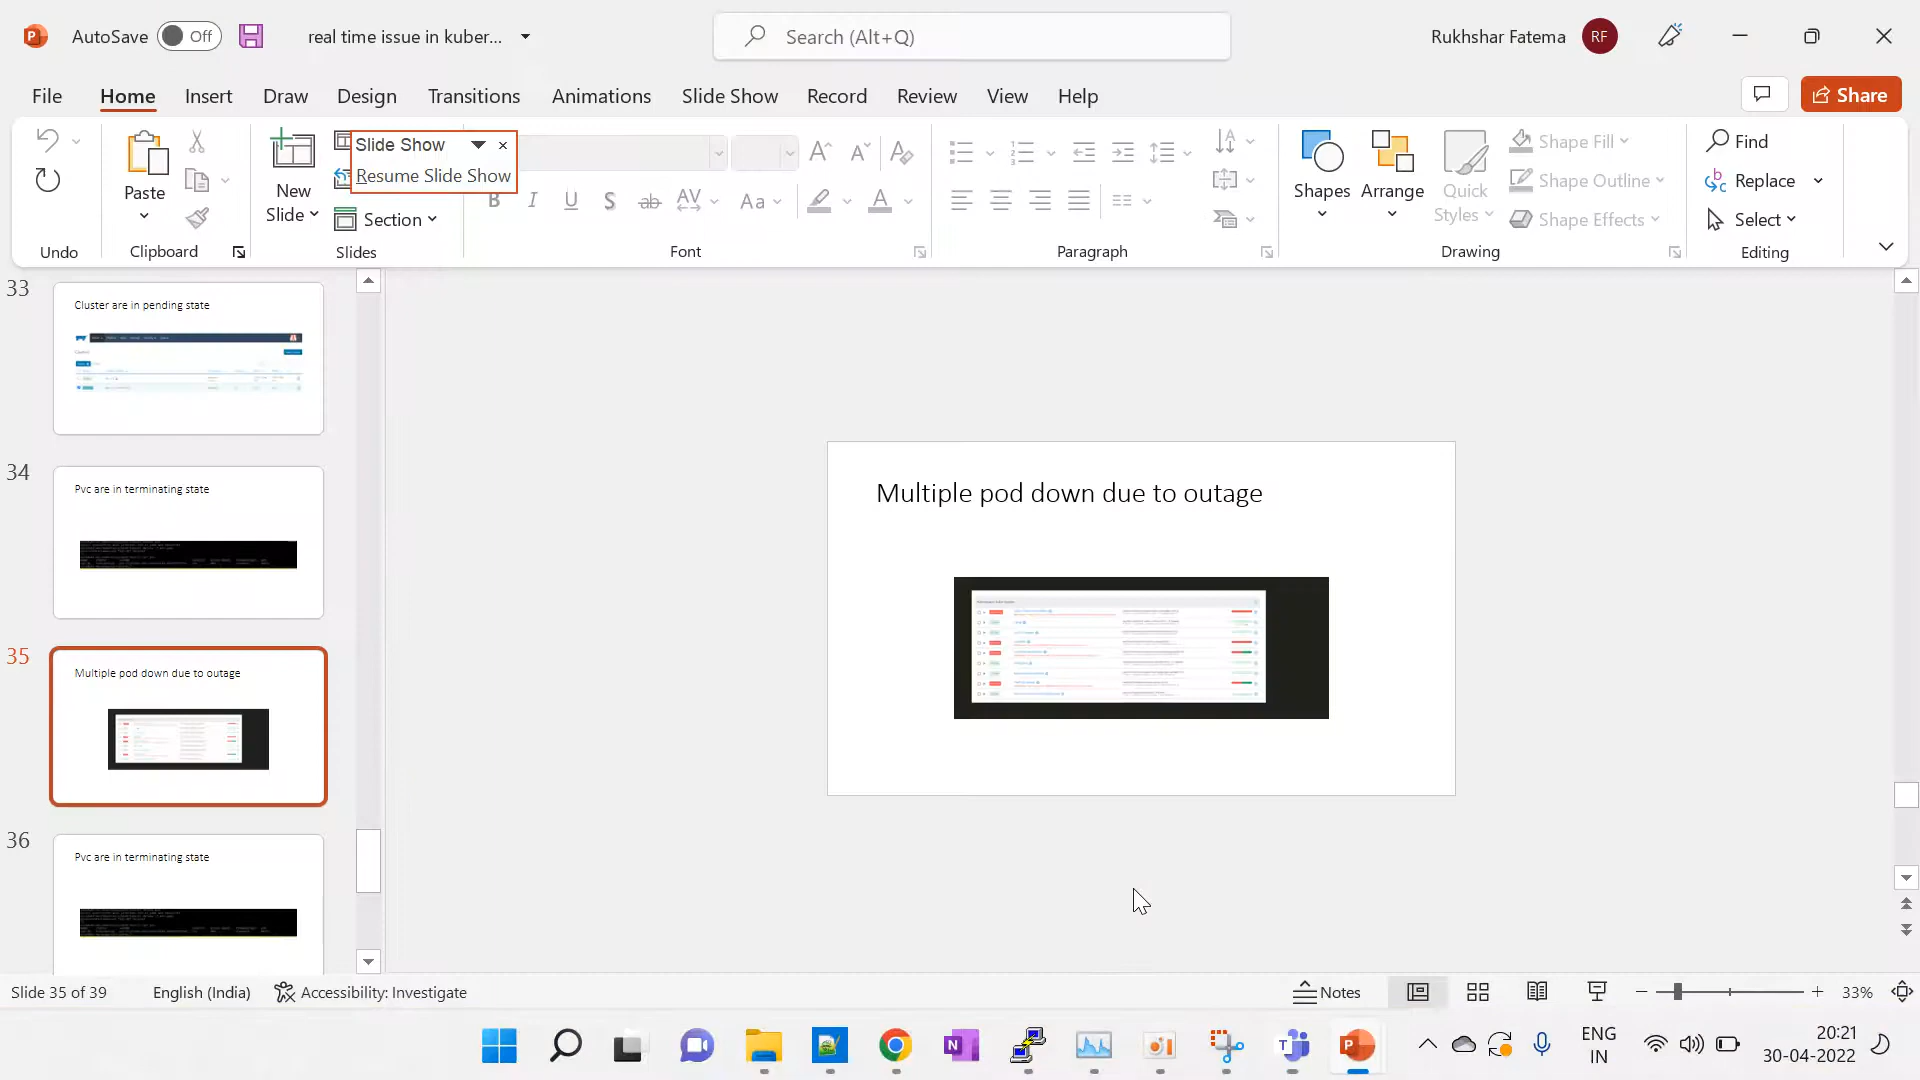 AutoSave Off real time issue in kuber... Search (Alt+Q) Rukhshar Fatema RF
File Home Insert Draw Design Transitions Animations Slide Show Record Review View Help Share
Paste
New
Slide
Slide Show
Resume Slide Show
Section
B I U S ab AV Aa A
Shapes Arrange Quick
Styles
Shape Fill
Shape Outline
Shape Effects
Find
Replace
Select
Undo Clipboard Slides Font Paragraph Drawing Editing
33
Cluster are in pending state
34
Pvc are in terminating state
35
Multiple pod down due to outage
36
Pvc are in terminating state
Multiple pod down due to outage
Slide 35 of 39 English (India) Accessibility: Investigate Notes 33%
ENG
IN
20:21
30-04-2022